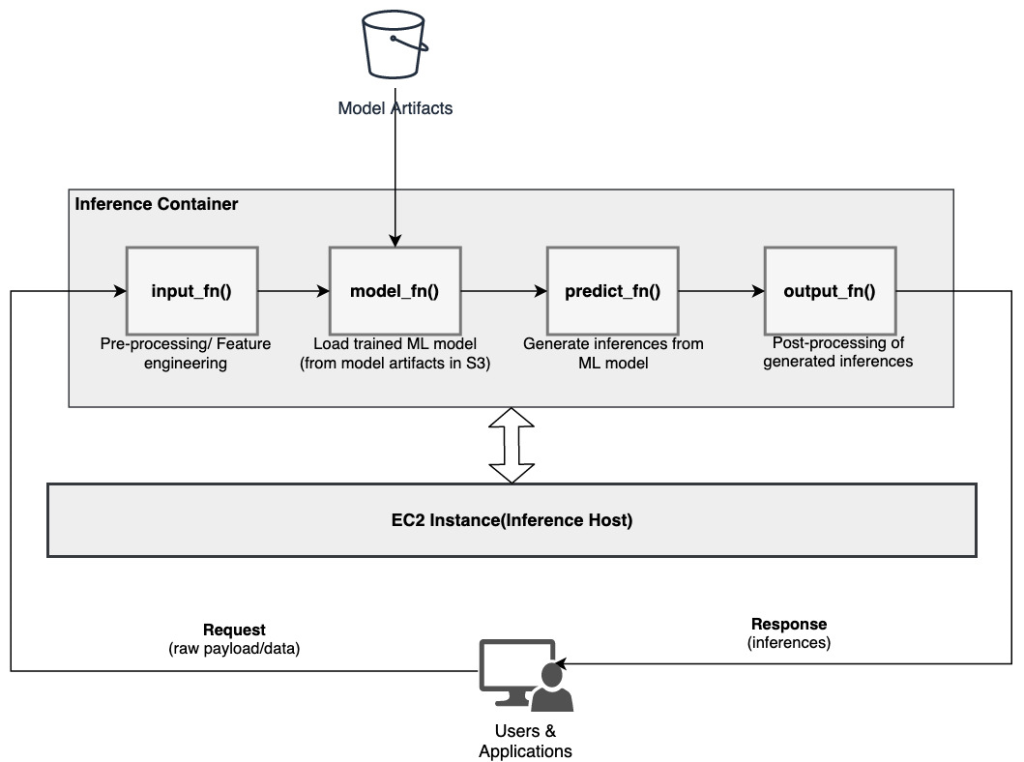 Model Artifacts
Inference Container
input_fn()
model_fn()
predict_fn()
output_fn()
Pre-processing/ Feature
engineering
Load trained ML model
(from model artifacts in S3)
Generate inferences from
ML model
Post-processing of
generated inferences
EC2 Instance(Inference Host)
Request
(raw payload/data)
Response
(inferences)
Users &
Applications